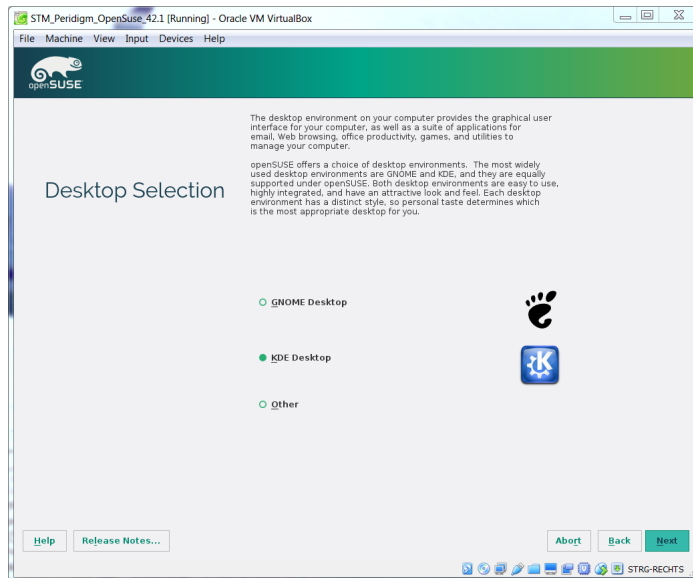 STM_Peridigm_OpenSuse_42.1 [Running] - Oracle VM VirtualBox
File Machine View Input Devices Help
openSUSE
Desktop Selection
The desktop environment on your computer provides the graphical user
interface for your computer, as well as a suite of applications for
email, Web browsing, office productivity, games, and utilities to
manage your computer.
openSUSE offers a choice of desktop environments. The most widely
used desktop environments are GNOME and KDE, and they are equally
supported under openSUSE. Both desktop environments are easy to use,
highly integrated, and have an attractive look and feel. Each desktop
environment has a distinct style, so personal taste determines which
is the most appropriate desktop for you.
GNOME Desktop
KDE Desktop
Other
Help Release Notes... Abort Back Next
STRG-RECHTS